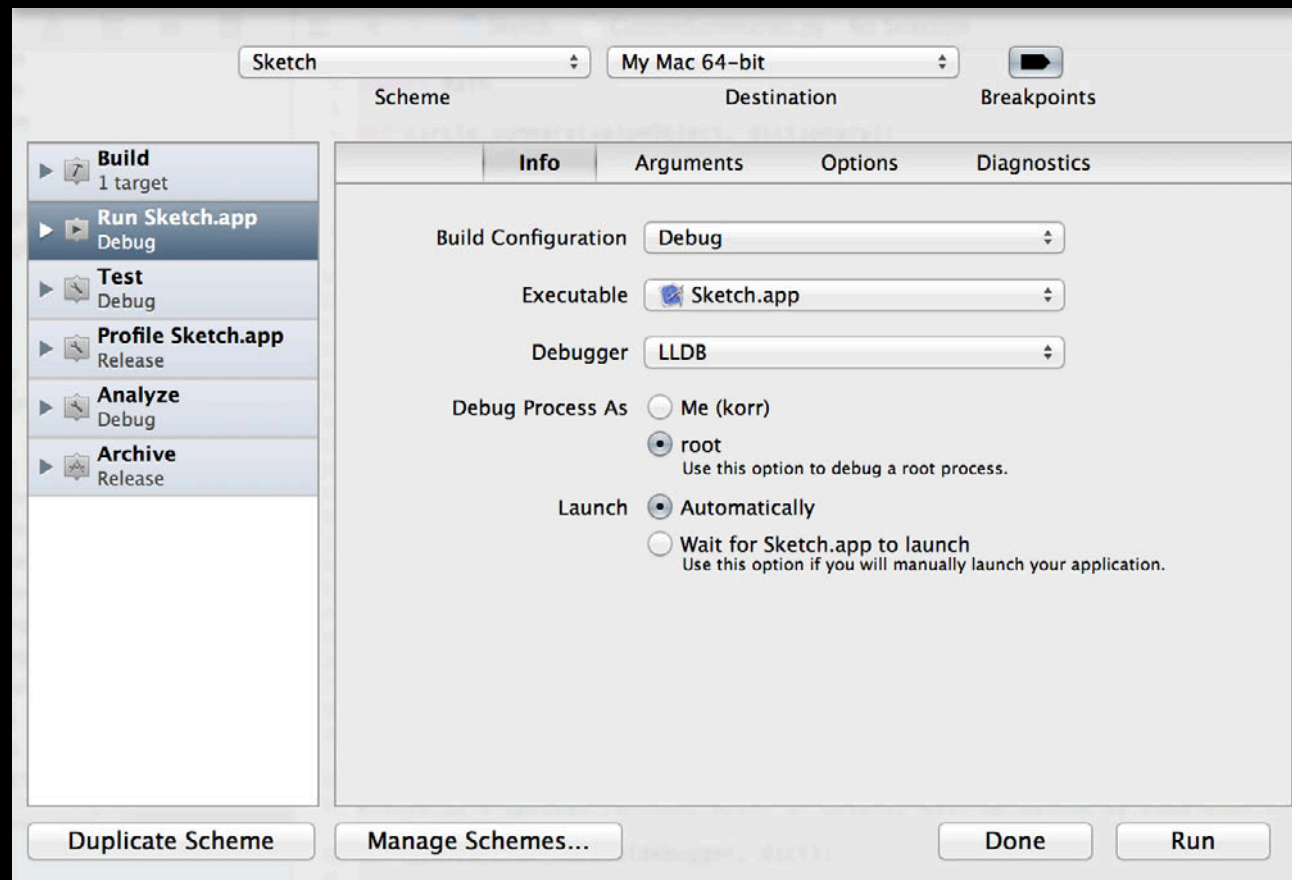 Sketch
My Mac 64-bit
Scheme
Destination
Breakpoints
Build
1 target
Run Sketch.app
Debug
Test
Debug
Profile Sketch.app
Release
Analyze
Debug
Archive
Release
Info
Arguments
Options
Diagnostics
Build Configuration
Debug
Executable
Sketch.app
Debugger
LLDB
Debug Process As
Me (korr)
root
Use this option to debug a root process.
Launch
Automatically
Wait for Sketch.app to launch
Use this option if you will manually launch your application.
Duplicate Scheme
Manage Schemes...
Done
Run